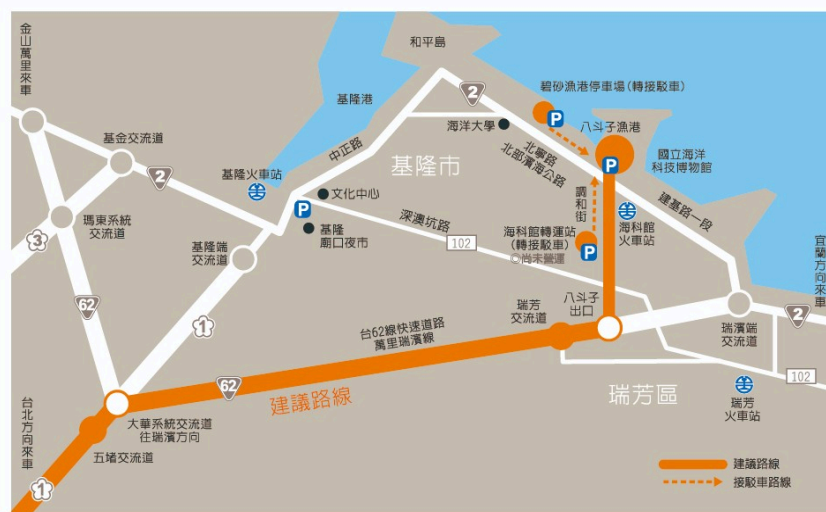 金山萬里來車
和平島
2
碧砂漁港停車場(轉接駁車)
P
基隆港
八斗子漁港
P
海洋大學
國立海洋
科技博物館
基金交流道
中正路
北寧路
北部濱海公路
2
基隆火車站
基隆市
調和街
建基路一段
文化中心
P
瑪東系統
交流道
深澳坑路
海科館
火車站
3
基隆端
交流道
基隆
廟口夜市
102
海科館轉運站
(轉接駁車)
◎尚未營運
P
宜蘭方向來車
62
1
台62線快速道路
萬里瑞濱線
瑞芳
交流道
八斗子
出口
瑞濱端
交流道
2
62
建議路線
瑞芳區
102
瑞芳
火車站
台北方向來車
大華系統交流道
往瑞濱方向
五堵交流道
1
建議路線
接駁車路線